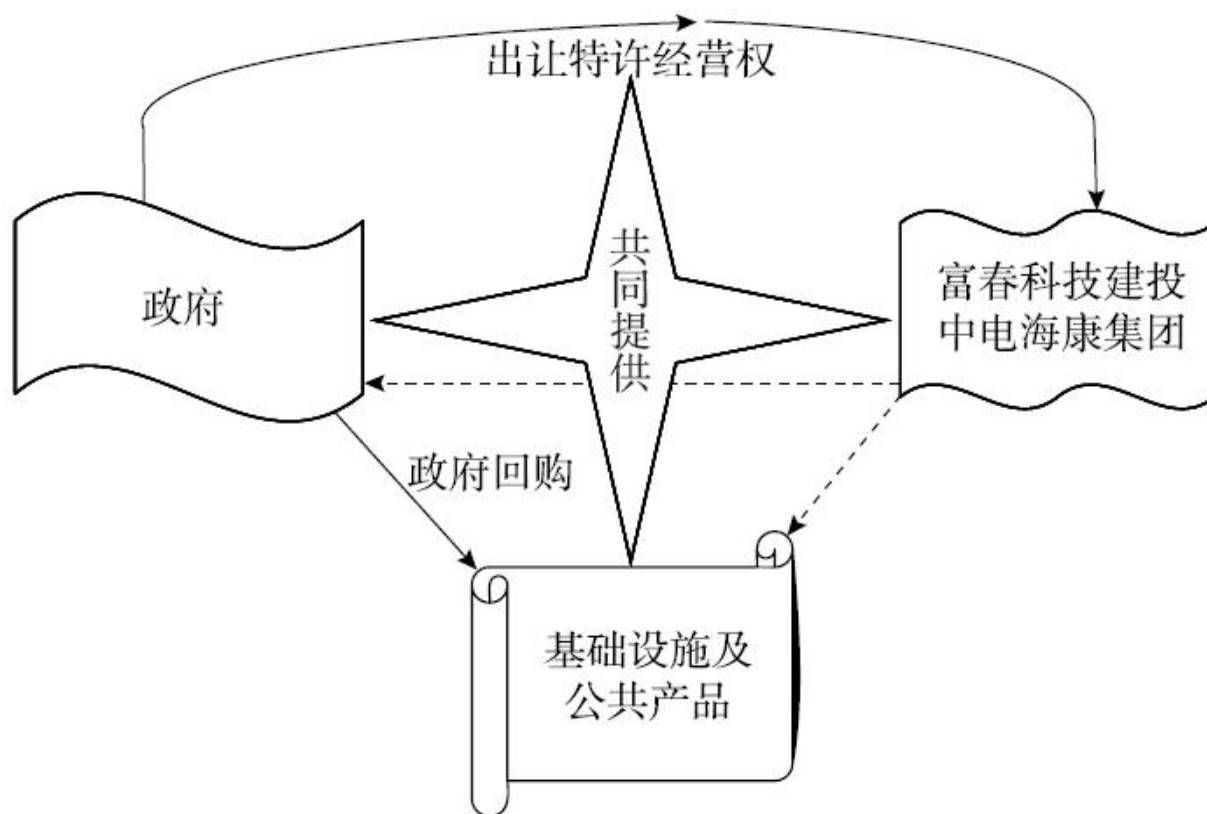 出让特许经营权
政府
共同提供
富春科技建投
中电海康集团
政府回购
基础设施及
公共产品